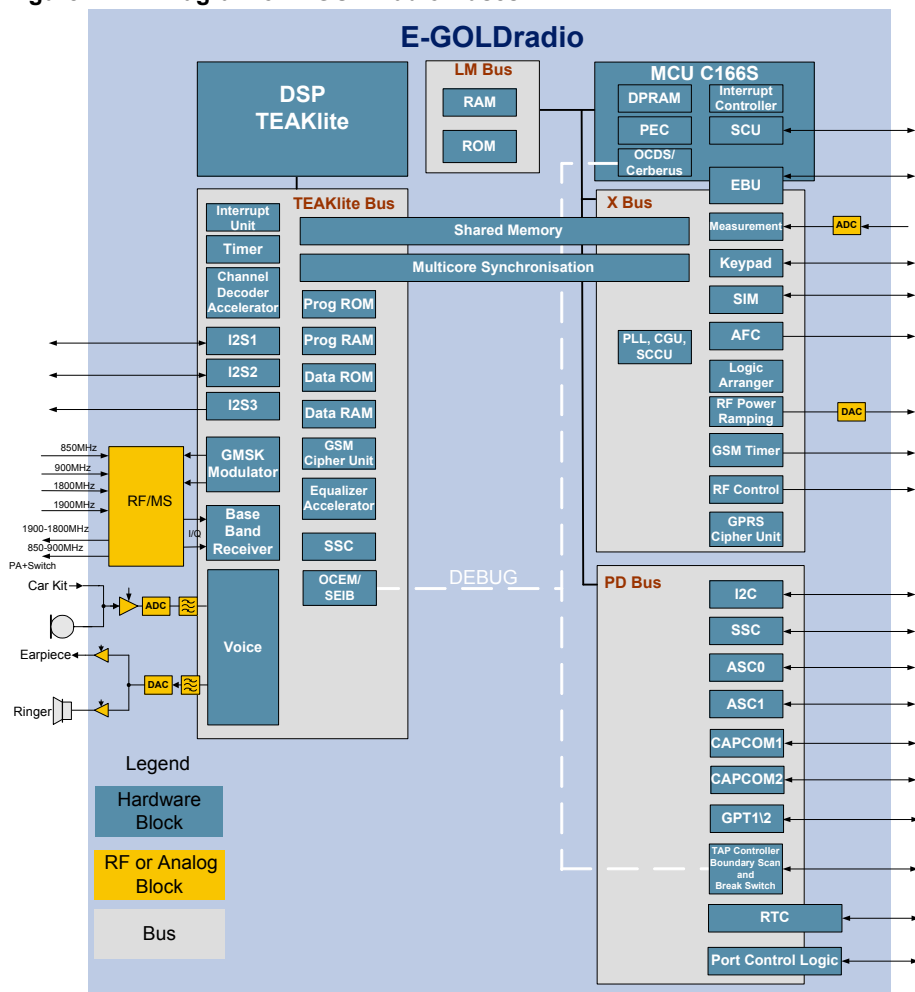 E-GOLDradio
DSP
TEAKlite
LM Bus
RAM
ROM
MCU C166S
DPRAM
Interrupt
Controller
PEC
SCU
OCDS/
Cerberus
EBU
TEAKlite Bus
Interrupt
Unit
Timer
Channel
Decoder
Accelerator
I2S1
I2S2
I2S3
GMSK
Modulator
Base
Band
Receiver
Voice
Shared Memory
Multicore Synchronisation
Prog ROM
Prog RAM
Data ROM
Data RAM
GSM
Cipher Unit
Equalizer
Accelerator
SSC
OCEM/
SEIB
DEBUG
X Bus
Measurement
ADC
Keypad
SIM
PLL, CGU,
SCCU
AFC
Logic
Arranger
RF Power
Ramping
DAC
GSM Timer
RF Control
GPRS
Cipher Unit
PD Bus
I2C
SSC
ASC0
ASC1
CAPCOM1
CAPCOM2
GPT1\2
TAP Controller
Boundary Scan
and
Break Switch
RTC
Port Control Logic
850MHz
900MHz
1800MHz
1900MHz
1900-1800MHz
850-900MHz
PA+Switch
RF/MS
I/Q
Car Kit
ADC
Earpiece
DAC
Ringer
Legend
Hardware
Block
RF or Analog
Block
Bus